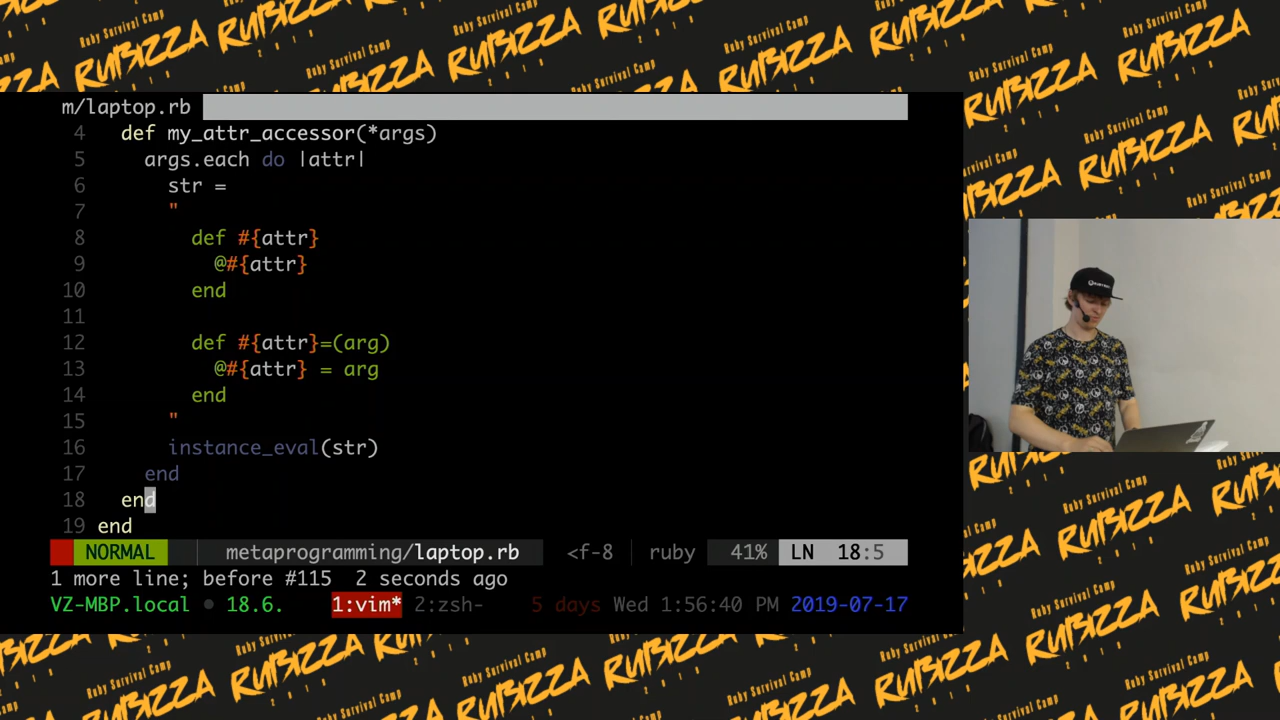 Ruby Survival Camp
RUBIZZA
2019
m/laptop.rb
4 def my_attr_accessor(*args)
5 args.each do |attr|
6 str =
7 "
8 def #{attr}
9 @#{attr}
10 end
11
12 def #{attr}=(arg)
13 @#{attr} = arg
14 end
15 "
16 instance_eval(str)
17 end
18 end
19 end
NORMAL metaprogramming/laptop.rb <f-8 ruby 41% LN 18:5
1 more line; before #115 2 seconds ago
VZ-MBP.local ● 18.6. 1:vim* 2:zsh- 5 days Wed 1:56:40 PM 2019-07-17